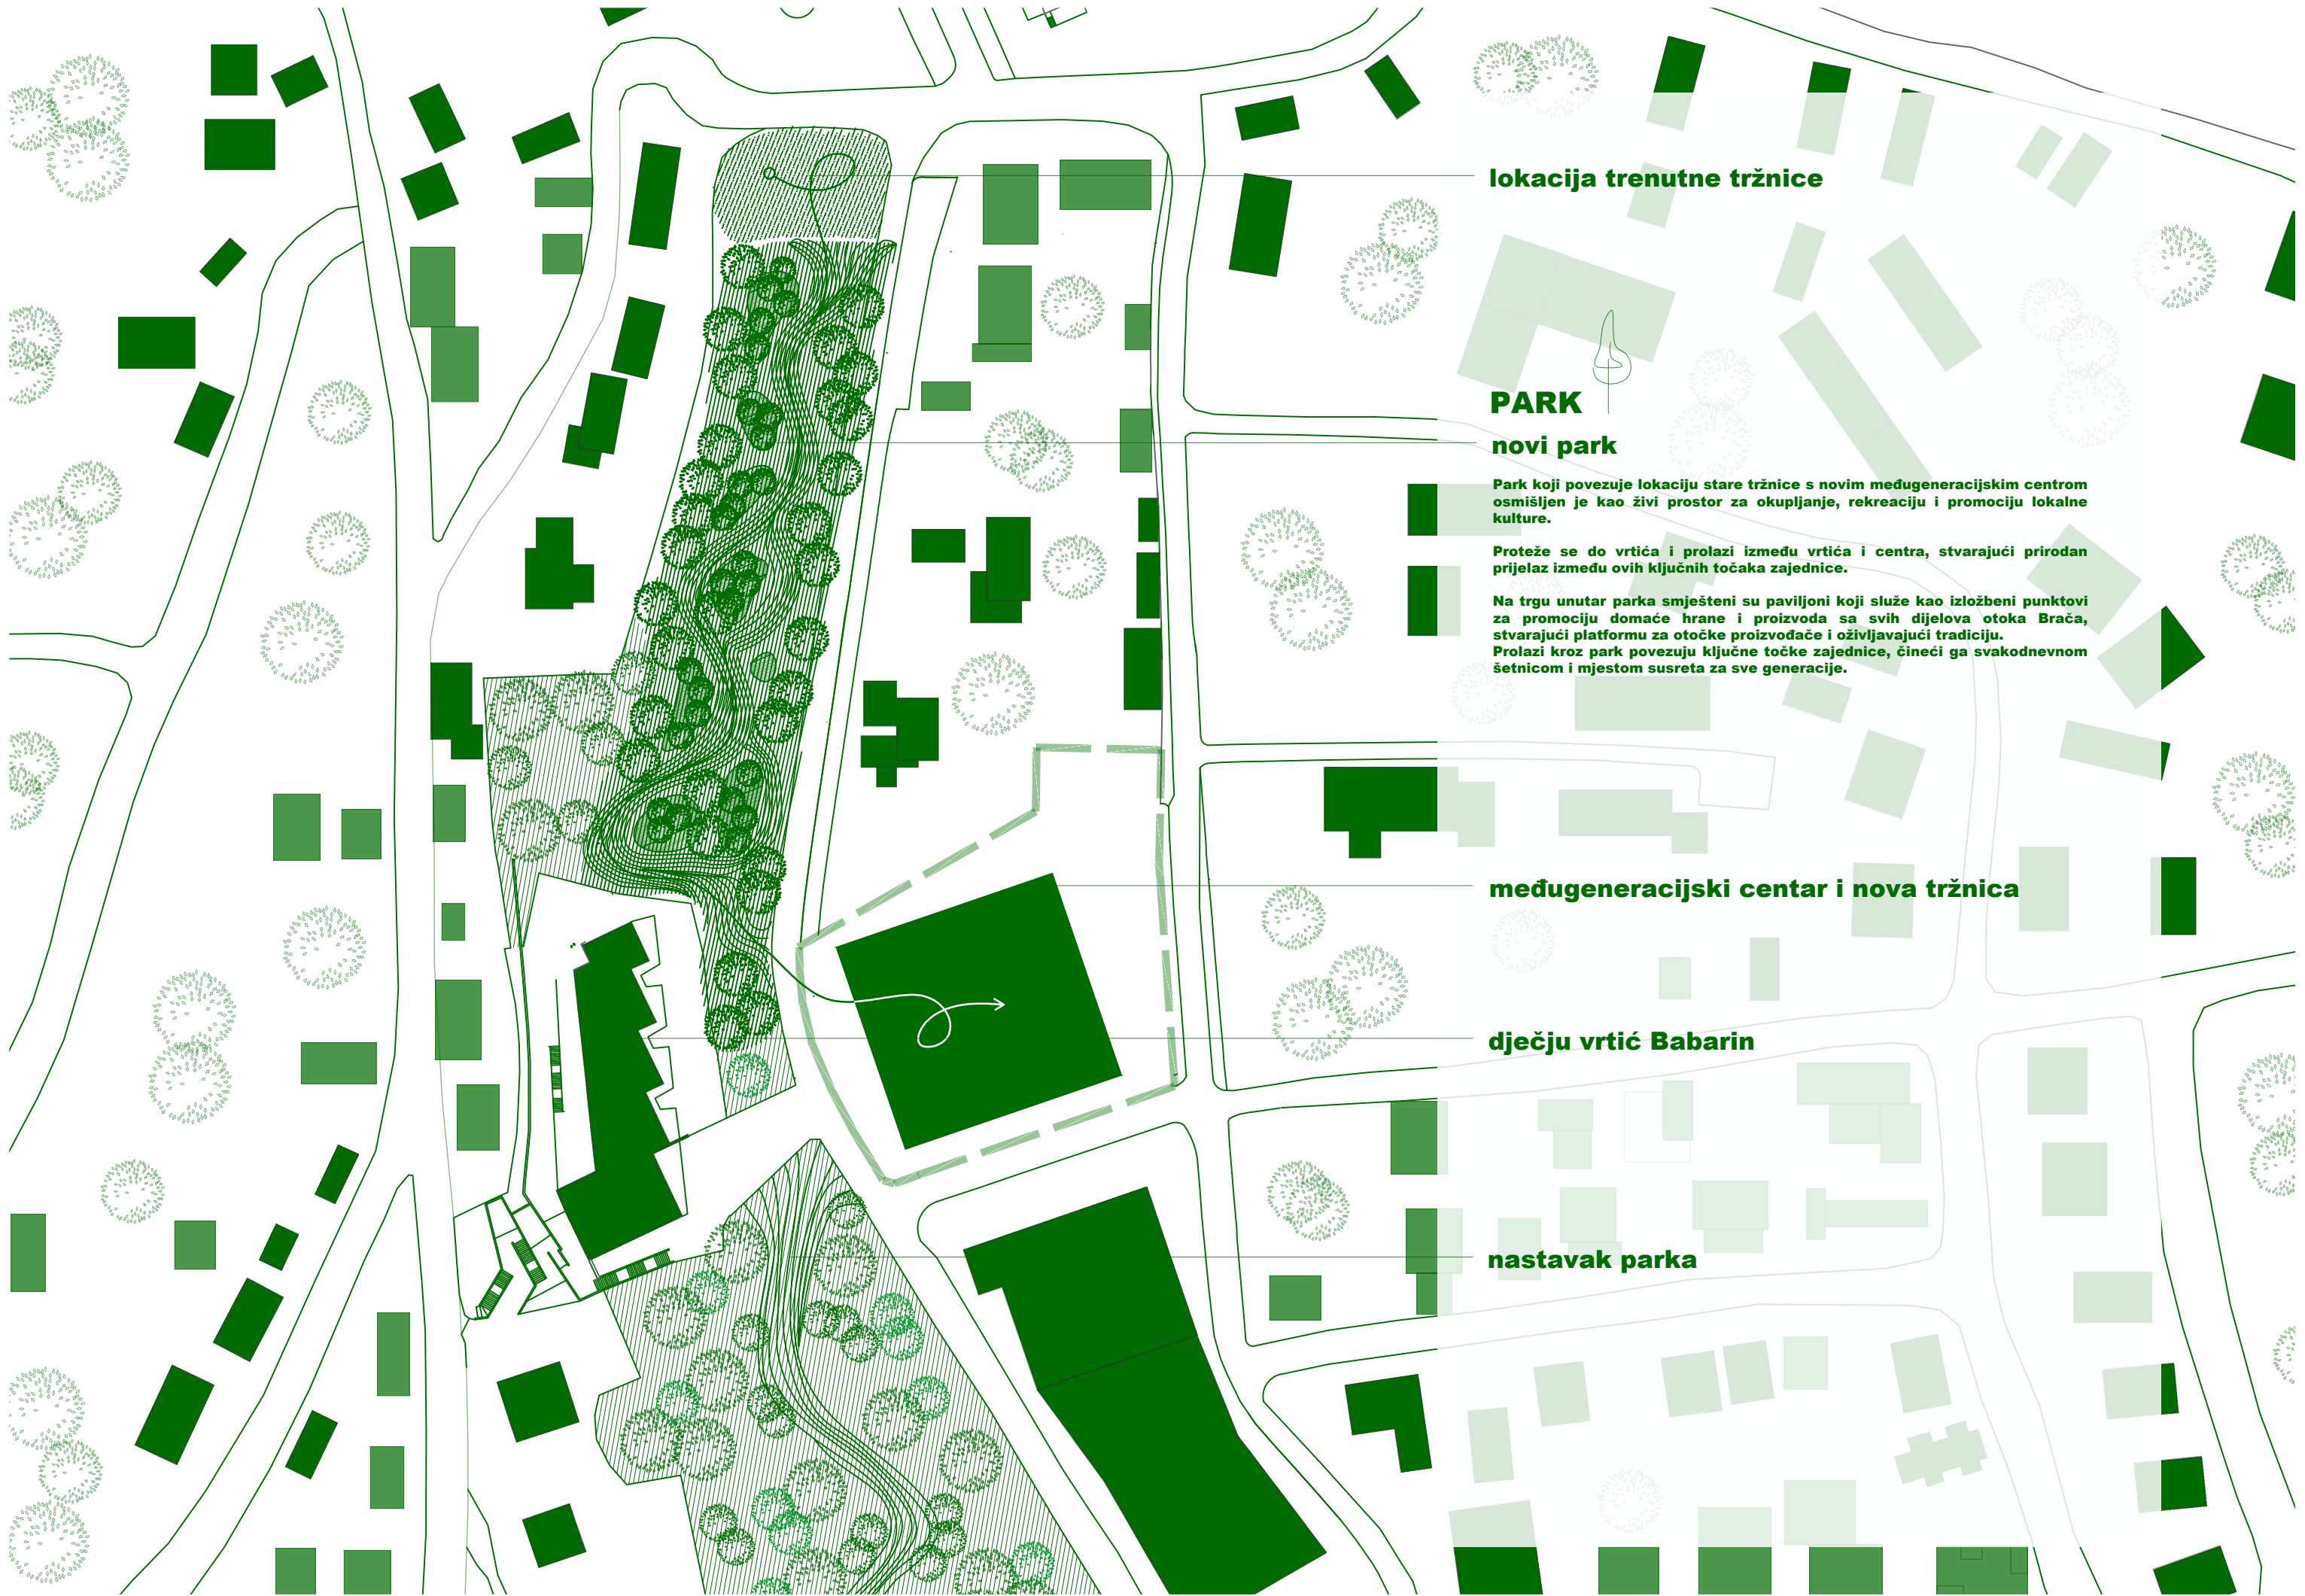 lokacija trenutne tržnice
PARK
novi park
Park koji povezuje lokaciju stare tržnice s novim međugeneracijskim centrom
osmišljen je kao živi prostor za okupljanje, rekreaciju i promociju lokalne
kulture.
Proteže se do vrtića i prolazi između vrtića i centra, stvarajući prirodan
prijelaz između ovih ključnih točaka zajednice.
Na trgu unutar parka smješteni su paviljoni koji služe kao izložbeni punktovi
za promociju domaće hrane i proizvoda sa svih dijelova otoka Brača,
stvarajući platformu za otočke proizvođače i oživljavajući tradiciju.
Prolazi kroz park povezuju ključne točke zajednice, čineći ga svakodnevnom
šetnicom i mjestom susreta za sve generacije.
međugeneracijski centar i nova tržnica
dječju vrtić Babarin
nastavak parka